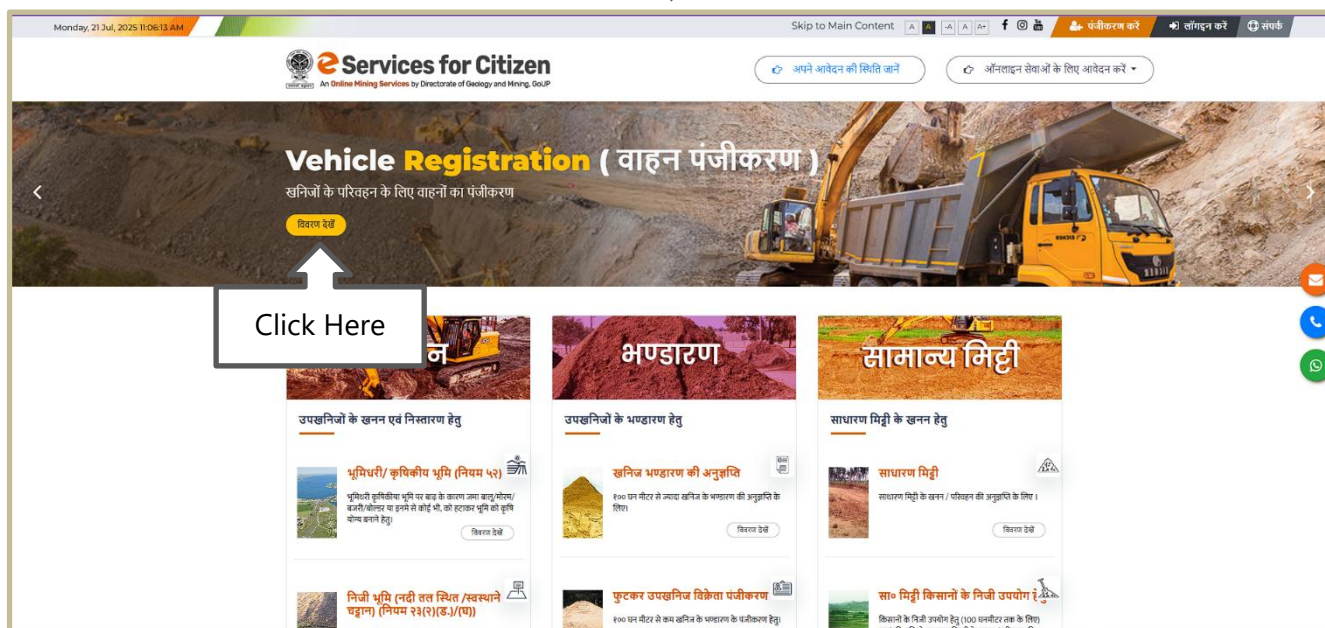 Monday, 21 Jul, 2025 11:06:13 AM
Skip to Main Content A A -A A A+ पंजीकरण करें लॉगइन करें संपर्क
e Services for Citizen
An Online Mining Services by Directorate of Geology and Mining, GoUP
अपने आवेदन की स्थिति जानें
ऑनलाइन सेवाओं के लिए आवेदन करें
Vehicle Registration ( वाहन पंजीकरण )
खनिजों के परिवहन के लिए वाहनों का पंजीकरण
विवरण देखें
Click Here
न
भण्डारण
सामान्य मिट्टी
उपखनिजों के खनन एवं निस्तारण हेतु
भूमिधरी/ कृषिकीय भूमि (नियम ५२)
भूमिधरी कृषिकीया भूमि पर बाढ़ के कारण जमा बालू/मोरम/
बजरी/बोल्डर या इनमे से कोई भी, को हटाकर भूमि को कृषि
योग्य बनाने हेतु।
विवरण देखें
निजी भूमि (नदी तल स्थित /स्वस्थाने
चट्टान) (नियम २३(२)(ड.)/(घ))
उपखनिजों के भण्डारण हेतु
खनिज भण्डारण की अनुज्ञप्ति
१०० घन मीटर से ज्यादा खनिज के भण्डारण की अनुज्ञप्ति के
लिए।
विवरण देखें
फुटकर उपखनिज विक्रेता पंजीकरण
१०० घन मीटर से कम खनिज के भण्डारण के पंजीकरण हेतु।
साधारण मिट्टी के खनन हेतु
साधारण मिट्टी
साधारण मिट्टी के खनन / परिवहन की अनुज्ञप्ति के लिए ।
विवरण देखें
सा० मिट्टी किसानों के निजी उपयोग
किसानों के निजी उपयोग हेतु (100 घनमीटर तक के लिए)